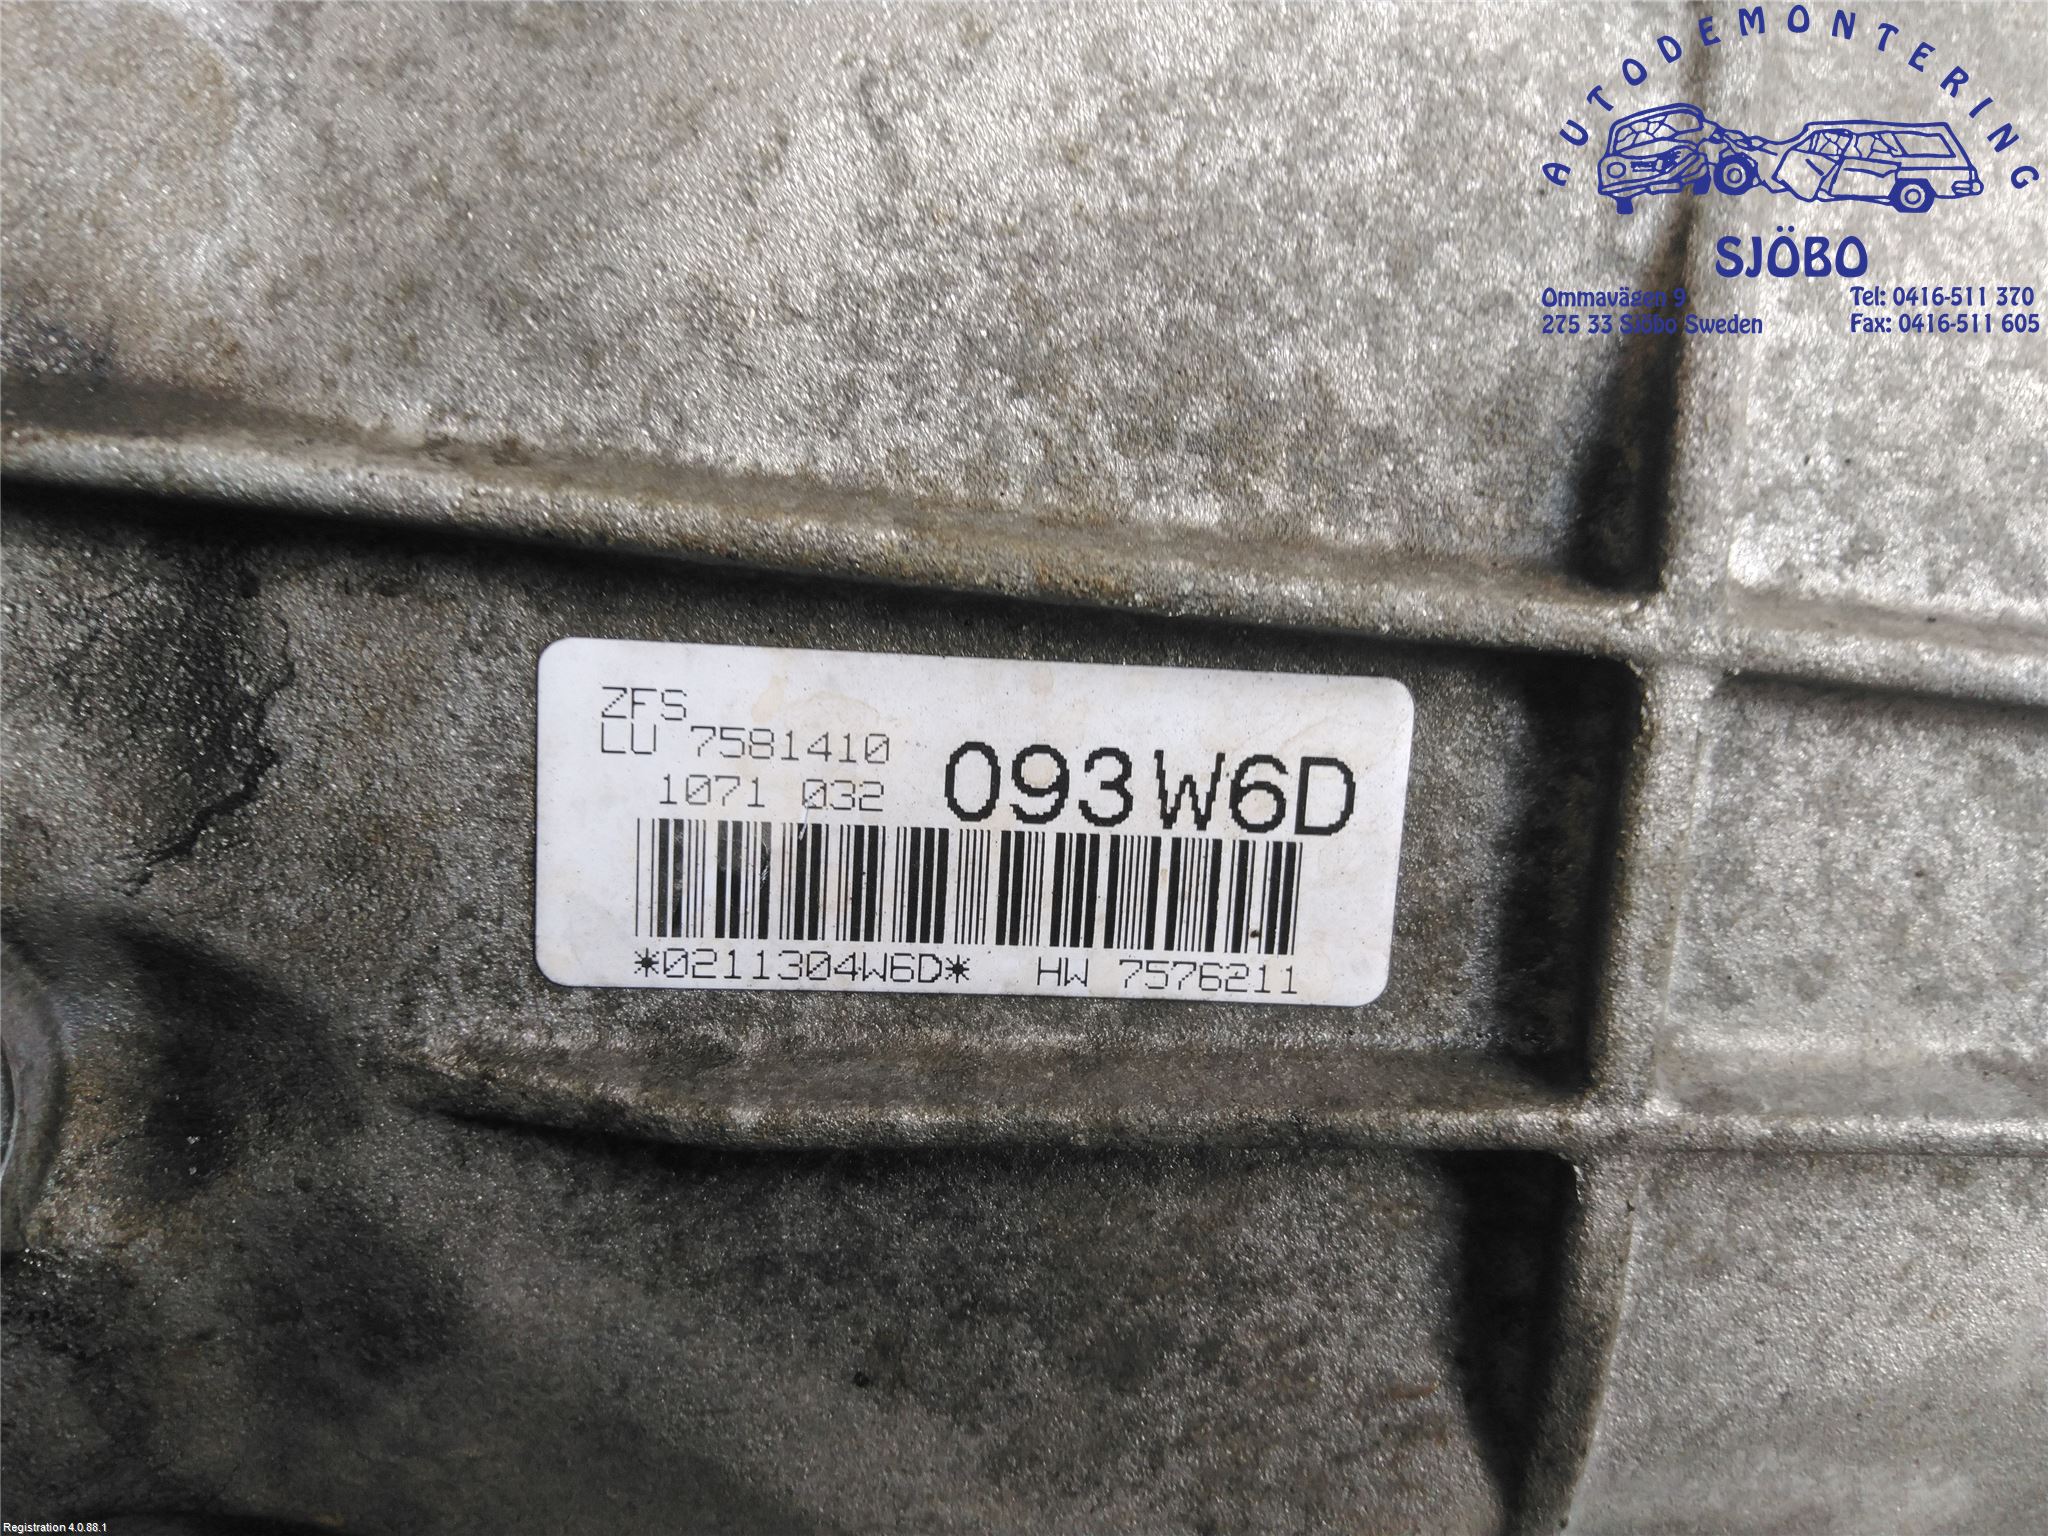 AUTODEMONTERING
SJÖBO
Ommavägen 9
275 33 Sjöbo Sweden
Tel: 0416-511 370
Fax: 0416-511 605
ZFS
LU 7581410
1071 032
093W6D
*0211304W6D* HW 7576211
Registration 4.0.88.1